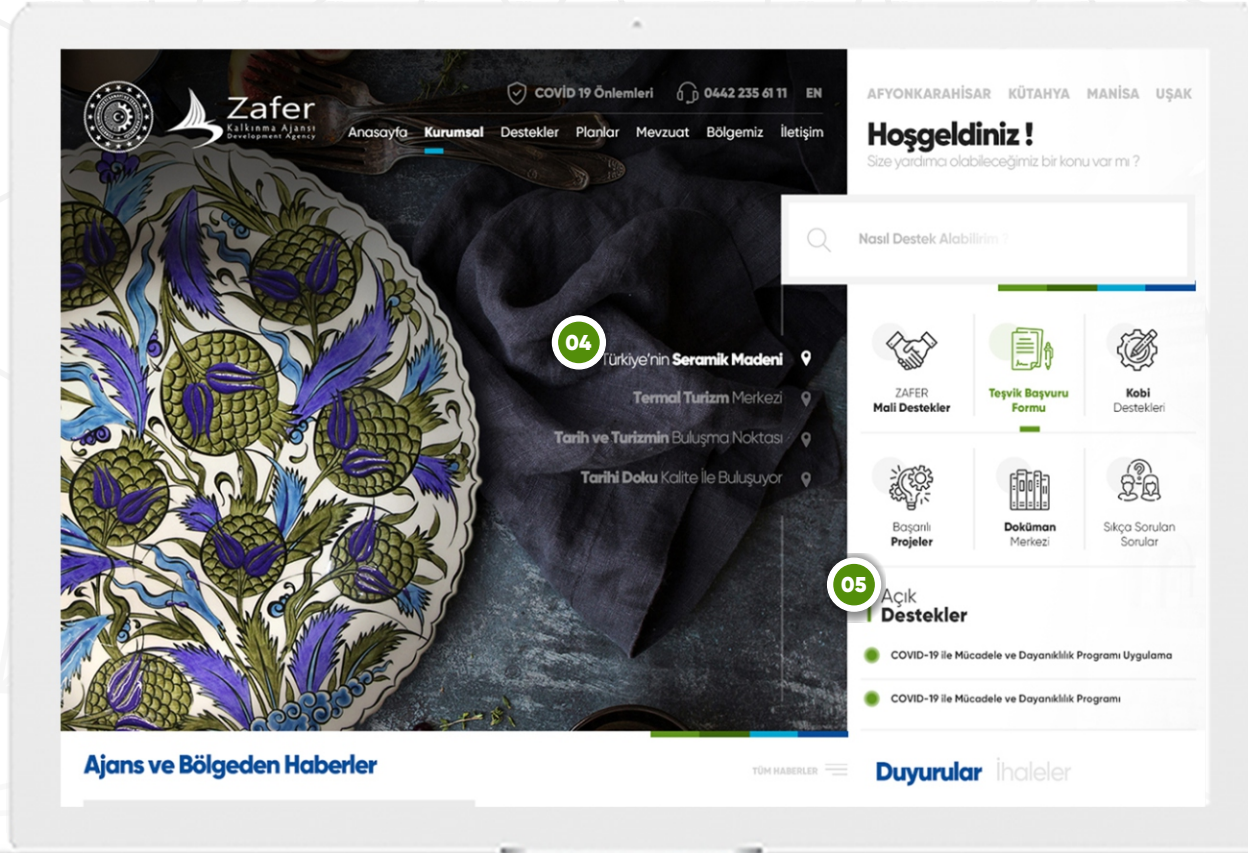 COVİD 19 Önlemleri
0442 235 61 11
EN
Zafer
Kalkınma Ajansı
Development Agency
Anasayfa
Kurumsal
Destekler
Planlar
Mevzuat
Bölgemiz
İletişim
AFYONKARAHİSAR
KÜTAHYA
MANİSA
UŞAK
Hoşgeldiniz !
Size yardımcı olabileceğimiz bir konu var mı ?
Nasıl Destek Alabilirim ?
04
Türkiye'nin Seramik Madeni
Termal Turizm Merkezi
Tarih ve Turizmin Buluşma Noktası
Tarihi Doku Kalite İle Buluşuyor
ZAFER
Mali Destekler
Teşvik Başvuru
Formu
Kobi
Destekleri
Başarılı
Projeler
Doküman
Merkezi
Sıkça Sorulan
Sorular
05
Açık
Destekler
COVID-19 ile Mücadele ve Dayanıklılık Programı Uygulama
COVID-19 ile Mücadele ve Dayanıklılık Programı
Ajans ve Bölgeden Haberler
TÜM HABERLER
Duyurular
İhaleler